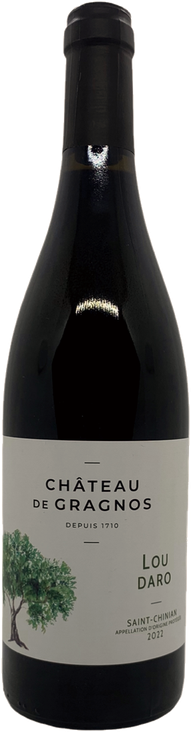 CHÂTEAU
DE GRAGNOS
DEPUIS 1710
LOU
DARO
SAINT-CHINIAN
APPELLATION D'ORIGINE PROTÉGÉE
2022